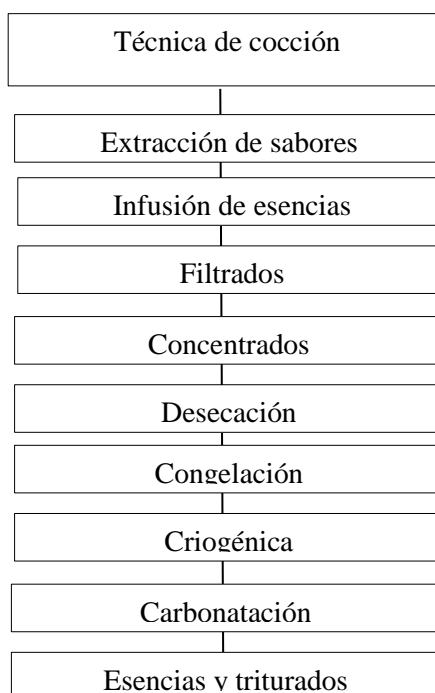 Técnica de cocción
Extracción de sabores
Infusión de esencias
Filtrados
Concentrados
Desecación
Congelación
Criogénica
Carbonatación
Esencias y triturados